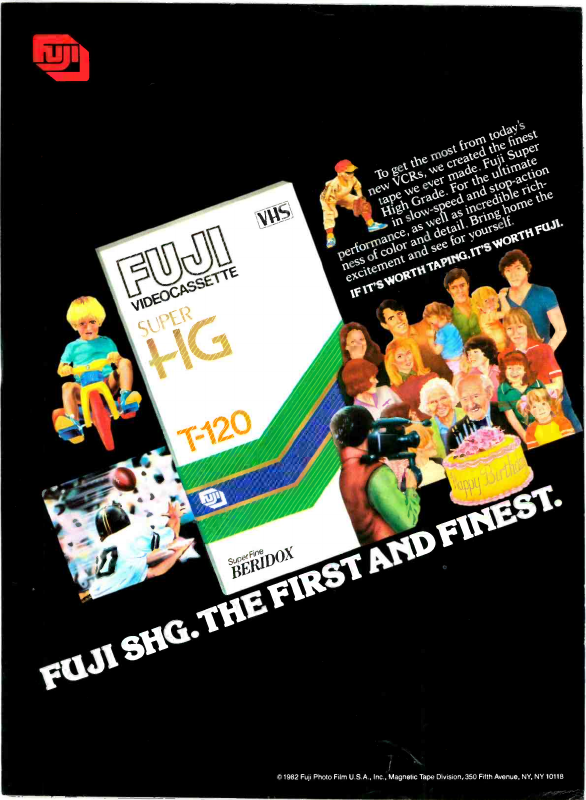 FUJI
To get the most from today's
new VCRs, we created the finest
tape we ever made. Fuji Super
High Grade. For the ultimate
in slow-speed and stop-action
performance, as well as incredible rich-
ness of color and detail. Bring home the
excitement and see for yourself.
IF IT'S WORTH TAPING, IT'S WORTH FUJI.
VHS
FUJI
VIDEOCASSETTE
SUPER
HG
T-120
FUJI
Super Fine
BERIDOX
0
Happy Birthday
FUJI SHG. THE FIRST AND FINEST.
© 1982 Fuji Photo Film U.S.A., Inc., Magnetic Tape Division, 350 Fifth Avenue, NY, NY 10118